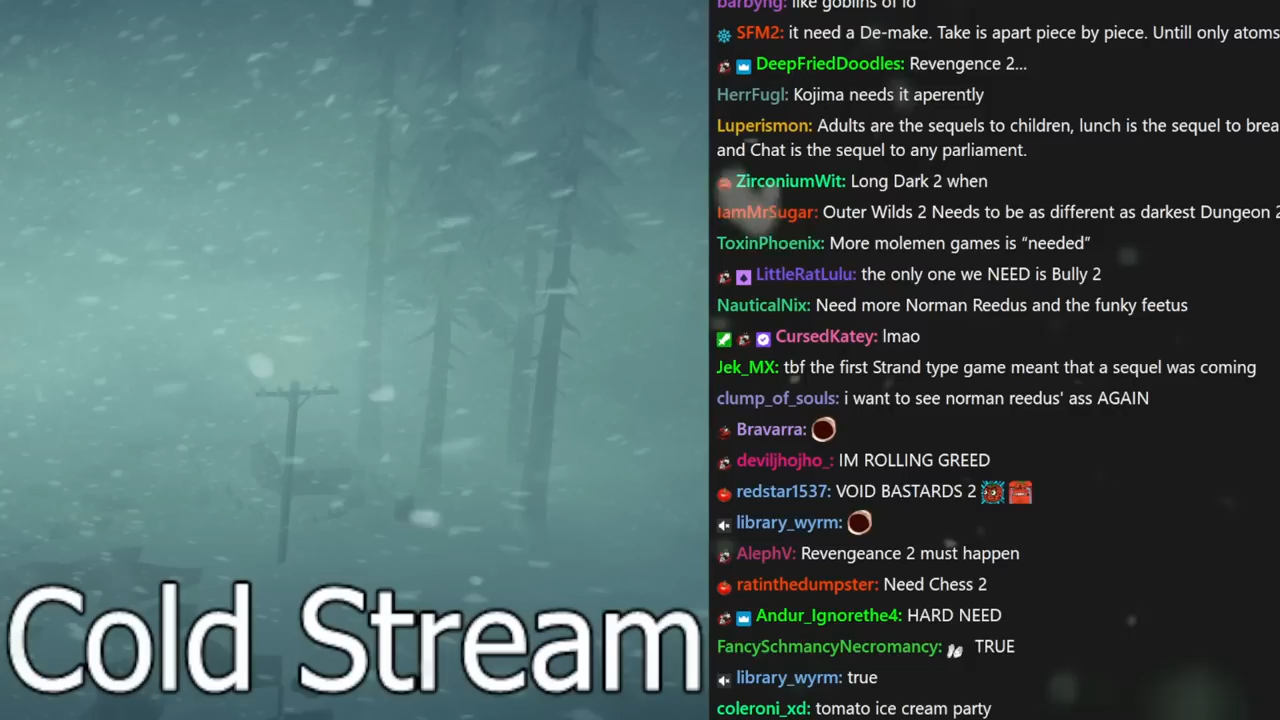 barbyng: like goblins of lo
SFM2: it need a De-make. Take is apart piece by piece. Untill only atoms
DeepFriedDoodles: Revengence 2...
HerrFugl: Kojima needs it aperently
Luperismon: Adults are the sequels to children, lunch is the sequel to brea
and Chat is the sequel to any parliament.
ZirconiumWit: Long Dark 2 when
IamMrSugar: Outer Wilds 2 Needs to be as different as darkest Dungeon 2
ToxinPhoenix: More molemen games is “needed”
LittleRatLulu: the only one we NEED is Bully 2
NauticalNix: Need more Norman Reedus and the funky feetus
CursedKatey: lmao
Jek_MX: tbf the first Strand type game meant that a sequel was coming
clump_of_souls: i want to see norman reedus' ass AGAIN
Bravarra:
deviljhojho_: IM ROLLING GREED
redstar1537: VOID BASTARDS 2
library_wyrm:
AlephV: Revengeance 2 must happen
ratinthedumpster: Need Chess 2
Andur_Ignorethe4: HARD NEED
FancySchmancyNecromancy: TRUE
library_wyrm: true
coleroni_xd: tomato ice cream party
Cold Stream